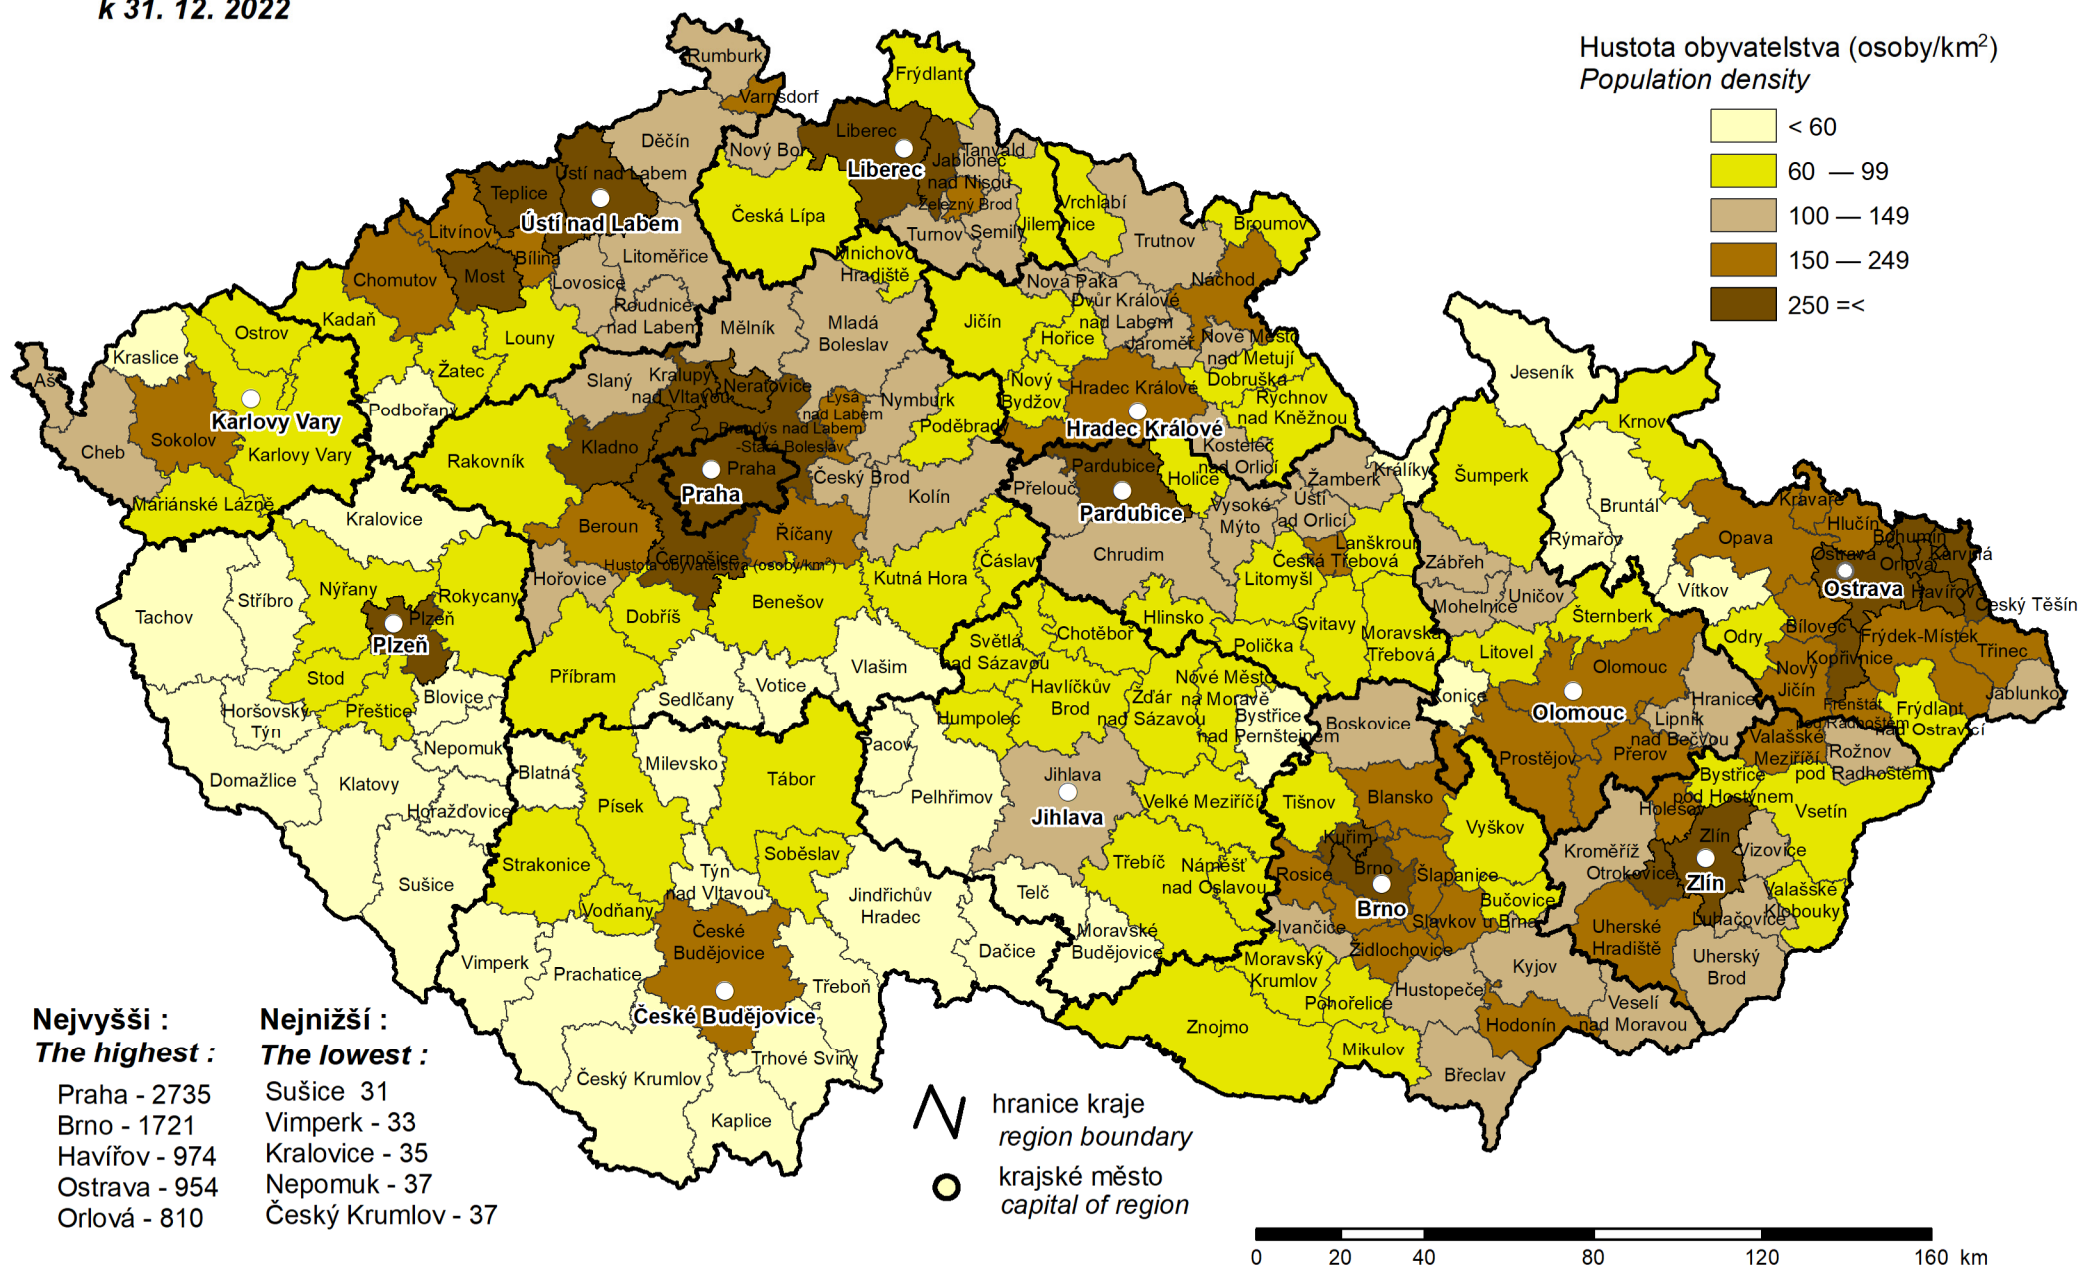 k 31. 12. 2022
Hustota obyvatelstva (osoby/km²)
Population density
< 60
60 — 99
100 — 149
150 — 249
250 =<
Rumburk
Varnsdorf
Frýdlant
Děčín
Nový Bor
Liberec
Liberec
Tanvald
Jablonec
nad Nisou
Železný Brod
Teplice
Ústí nad Labem
Ústí nad Labem
Česká Lípa
Turnov
Semily
Jilemnice
Vrchlabí
Trutnov
Broumov
Litvínov
Bílina
Most
Chomutov
Litoměřice
Lovosice
Roudnice
nad Labem
Mnichovo
Hradiště
Nová Paka
Dvůr Králové
nad Labem
Náchod
Kadaň
Ostrov
Kraslice
Louny
Žatec
Mělník
Mladá
Boleslav
Jičín
Hořice
Jaroměř
Nové Město
nad Metují
Jeseník
Aš
Cheb
Sokolov
Karlovy Vary
Karlovy Vary
Podbořany
Slaný
Kralupy
nad Vltavou
Neratovice
Lysá
nad Labem
Nymburk
Poděbrady
Nový
Bydžov
Hradec Králové
Hradec Králové
Dobruška
Rychnov
nad Kněžnou
Krnov
Brandýs nad Labem
-Stará Boleslav
Kladno
Rakovník
Praha
Praha
Český Brod
Kolín
Přelouč
Pardubice
Pardubice
Holice
Kostelec
nad Orlicí
Žamberk
Králíky
Šumperk
Bruntál
Rýmařov
Mariánské Lázně
Kralovice
Beroun
Říčany
Černošice
Hustota obyvatelstva (osoby/km²)
Hořovice
Vysoké
Mýto
Ústí
ad Orlicí
Lanškroun
Česká Třebová
Litomyšl
Chrudim
Zábřeh
Mohelnice
Uničov
Opava
Kravaře
Hlučín
Bohumín
Ostrava
Ostrava
Orlová
Karviná
Havířov
Český Těšín
Vítkov
Tachov
Stříbro
Nýřany
Plzeň
Plzeň
Rokycany
Dobříš
Benešov
Kutná Hora
Čáslav
Hlinsko
Chotěboř
Světlá
nad Sázavou
Polička
Svitavy
Moravská
Třebová
Litovel
Šternberk
Odry
Bílovec
Kopřivnice
Frýdek-Místek
Třinec
Nový
Jičín
Jablunkov
Frenštát
pod Radhoštěm
Frýdlant
nad Ostravicí
Stod
Přeštice
Blovice
Horšovský
Týn
Nepomuk
Domažlice
Klatovy
Horažďovice
Sušice
Příbram
Sedlčany
Votice
Vlašim
Humpolec
Havlíčkův
Brod
Žďár
nad Sázavou
Nové Město
na Moravě
Bystřice
nad Pernštejnem
Boskovice
Konice
Olomouc
Olomouc
Hranice
Lipník
nad Bečvou
Přerov
Prostějov
Valašské
Meziříčí
Rožnov
pod Radhoštěm
Bystřice
pod Hostýnem
Vsetín
Holešov
Blatná
Písek
Milevsko
Tábor
Pacov
Pelhřimov
Jihlava
Jihlava
Velké Meziříčí
Tišnov
Blansko
Vyškov
Kuřim
Brno
Brno
Rosice
Šlapanice
Slavkov u Brna
Bučovice
Kroměříž
Otrokovice
Zlín
Zlín
Vizovice
Valašské
Klobouky
Luhačovice
Uherské
Hradiště
Uherský
Brod
Strakonice
Vodňany
Týn
nad Vltavou
Soběslav
Jindřichův
Hradec
Telč
Třebíč
Náměšť
nad Oslavou
Moravské
Budějovice
Dačice
Ivančice
Židlochovice
Moravský
Krumlov
Pohořelice
Hustopeče
Kyjov
Veselí
nad Moravou
Hodonín
Břeclav
Mikulov
Znojmo
Vimperk
Prachatice
České
Budějovice
České Budějovice
Třeboň
Trhové Sviny
Český Krumlov
Kaplice
Nejvyšši :
The highest :
Praha - 2735
Brno - 1721
Havířov - 974
Ostrava - 954
Orlová - 810
Nejnižší :
The lowest :
Sušice  31
Vimperk - 33
Kralovice - 35
Nepomuk - 37
Český Krumlov - 37
hranice kraje
region boundary
krajské město
capital of region
0 20 40 80 120 160 km